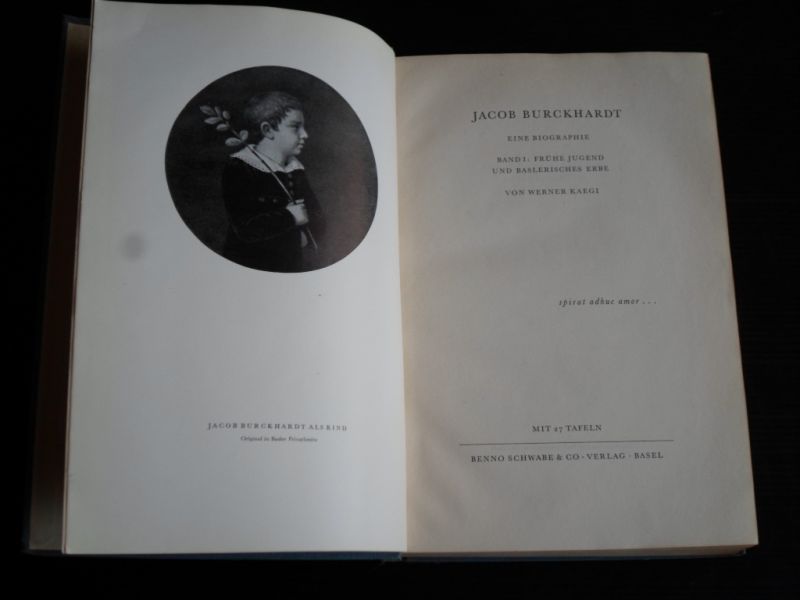 JACOB BURCKHARDT ALS KIND
Original in Basler Privatbesitz
JACOB BURCKHARDT
EINE BIOGRAPHIE
BAND I: FRÜHE JUGEND
UND BASLERISCHES ERBE
VON WERNER KAEGI
spirat adhuc amor . . .
MIT 27 TAFELN
BENNO SCHWABE & CO · VERLAG · BASEL